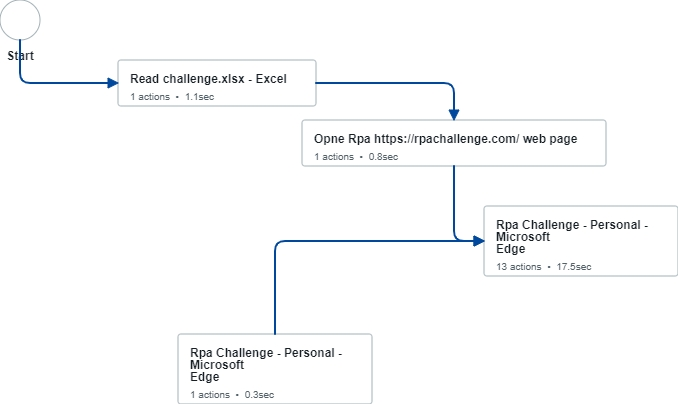 Start
Read challenge.xlsx - Excel
1 actions • 1.1sec
Opne Rpa https://rpachallenge.com/ web page
1 actions • 0.8sec
Rpa Challenge - Personal -
Microsoft
Edge
13 actions • 17.5sec
Rpa Challenge - Personal -
Microsoft
Edge
1 actions • 0.3sec